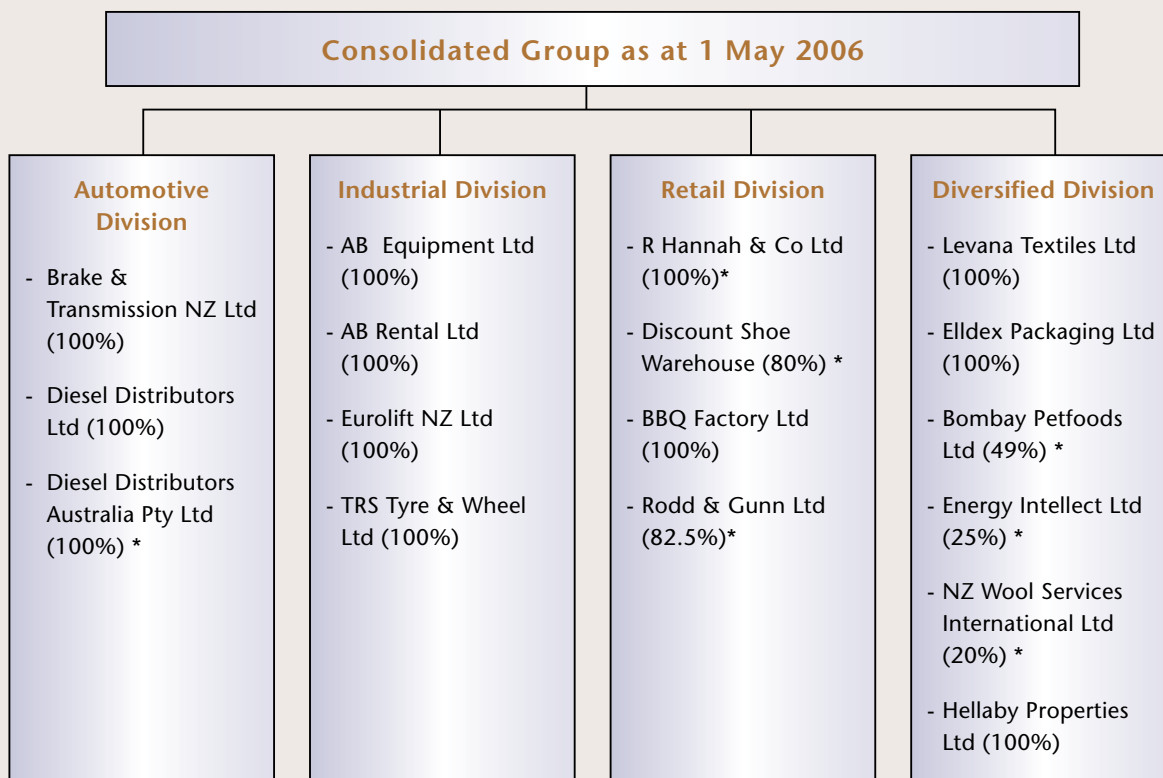 Consolidated Group as at 1 May 2006
Automotive
Division
- Brake &
Transmission NZ Ltd
(100%)
- Diesel Distributors
Ltd (100%)
- Diesel Distributors
Australia Pty Ltd
(100%) *
Industrial Division
- AB Equipment Ltd
(100%)
- AB Rental Ltd
(100%)
- Eurolift NZ Ltd
(100%)
- TRS Tyre & Wheel
Ltd (100%)
Retail Division
- R Hannah & Co Ltd
(100%)*
- Discount Shoe
Warehouse (80%) *
- BBQ Factory Ltd
(100%)
- Rodd & Gunn Ltd
(82.5%)*
Diversified Division
- Levana Textiles Ltd
(100%)
- Elldex Packaging Ltd
(100%)
- Bombay Petfoods
Ltd (49%) *
- Energy Intellect Ltd
(25%) *
- NZ Wool Services
International Ltd
(20%) *
- Hellaby Properties
Ltd (100%)